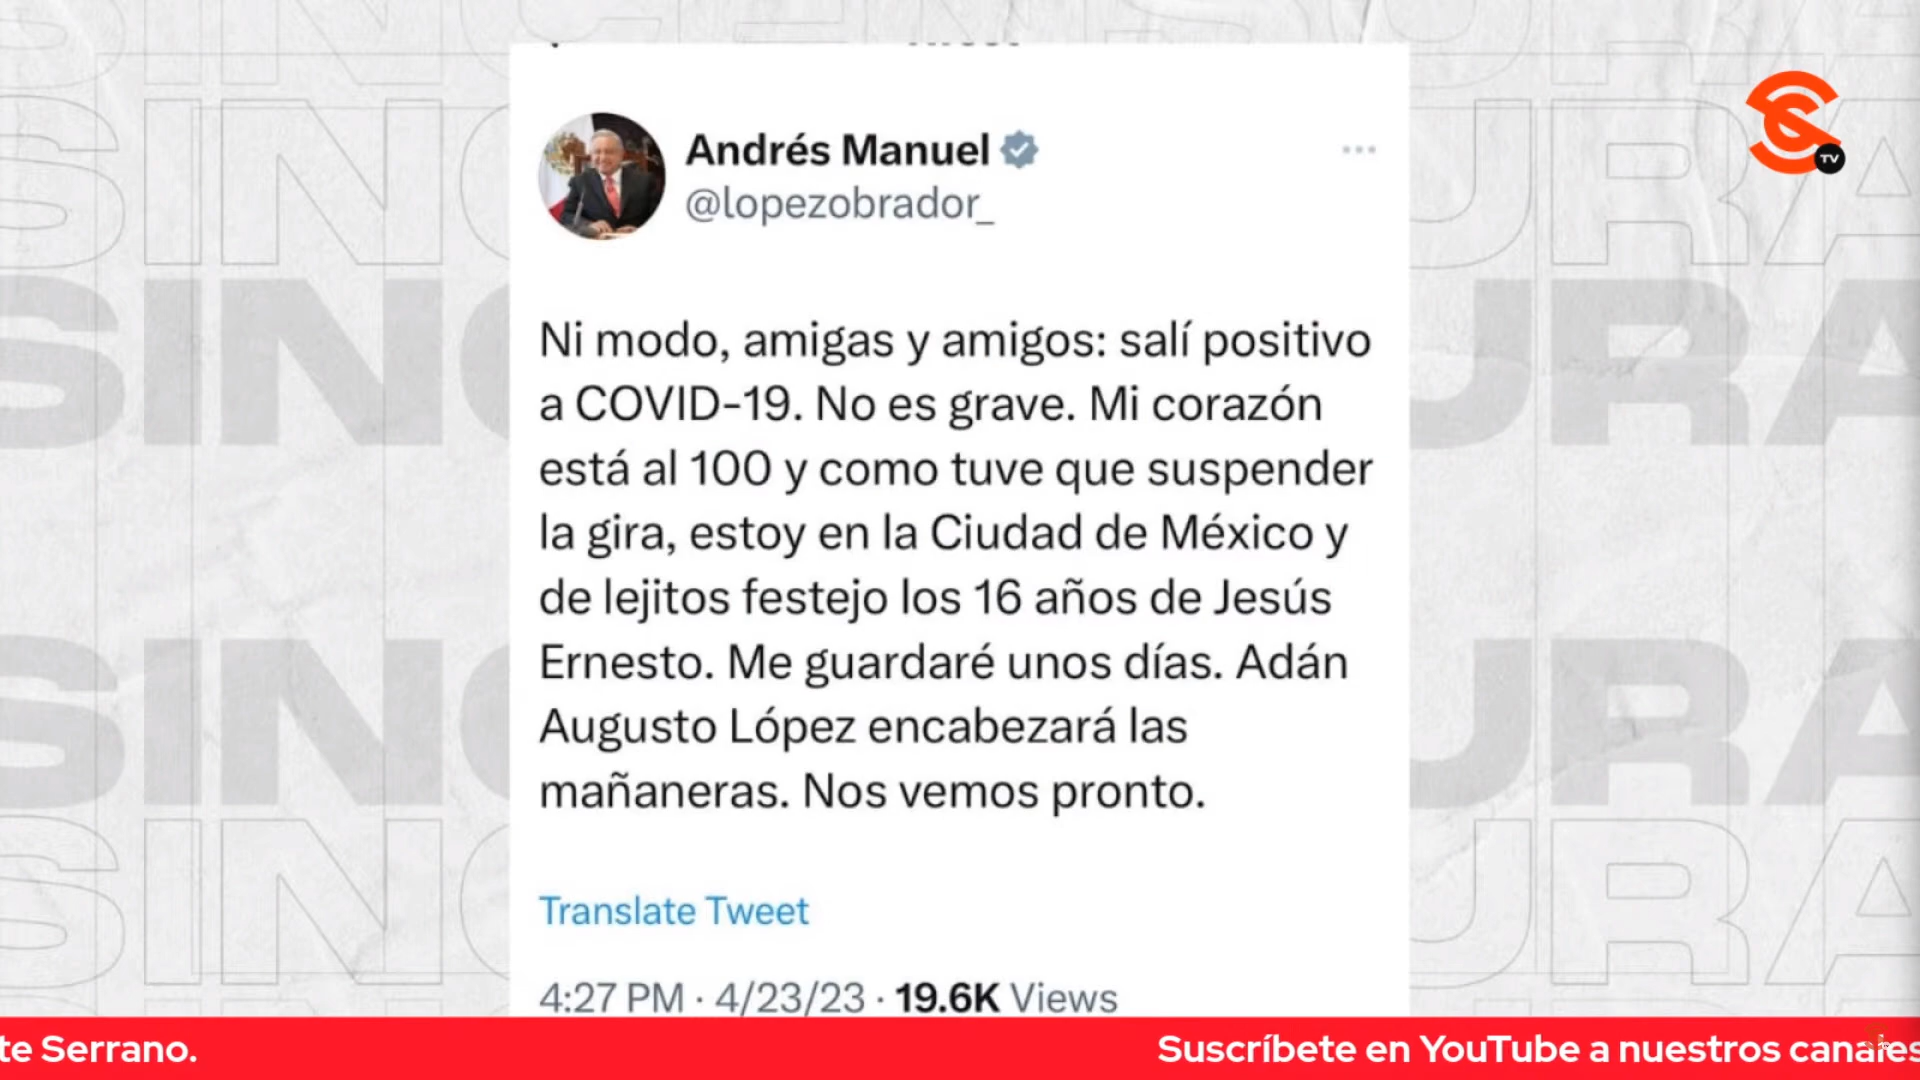 Andrés Manuel
@lopezobrador_
Ni modo, amigas y amigos: salí positivo
a COVID-19. No es grave. Mi corazón
está al 100 y como tuve que suspender
la gira, estoy en la Ciudad de México y
de lejitos festejo los 16 años de Jesús
Ernesto. Me guardaré unos días. Adán
Augusto López encabezará las
mañaneras. Nos vemos pronto.
Translate Tweet
4:27 PM · 4/23/23 · 19.6K Views
TV
te Serrano.
Suscríbete en YouTube a nuestros canales